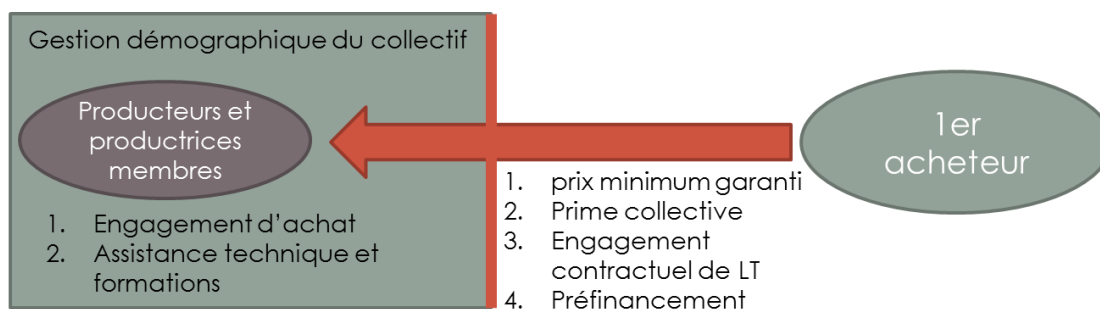 Gestion démographique du collectif
Producteurs et
productrices
membres
1. Engagement d'achat
2. Assistance technique et
formations
1er
acheteur
1. prix minimum garanti
2. Prime collective
3. Engagement
contractuel de LT
4. Préfinancement